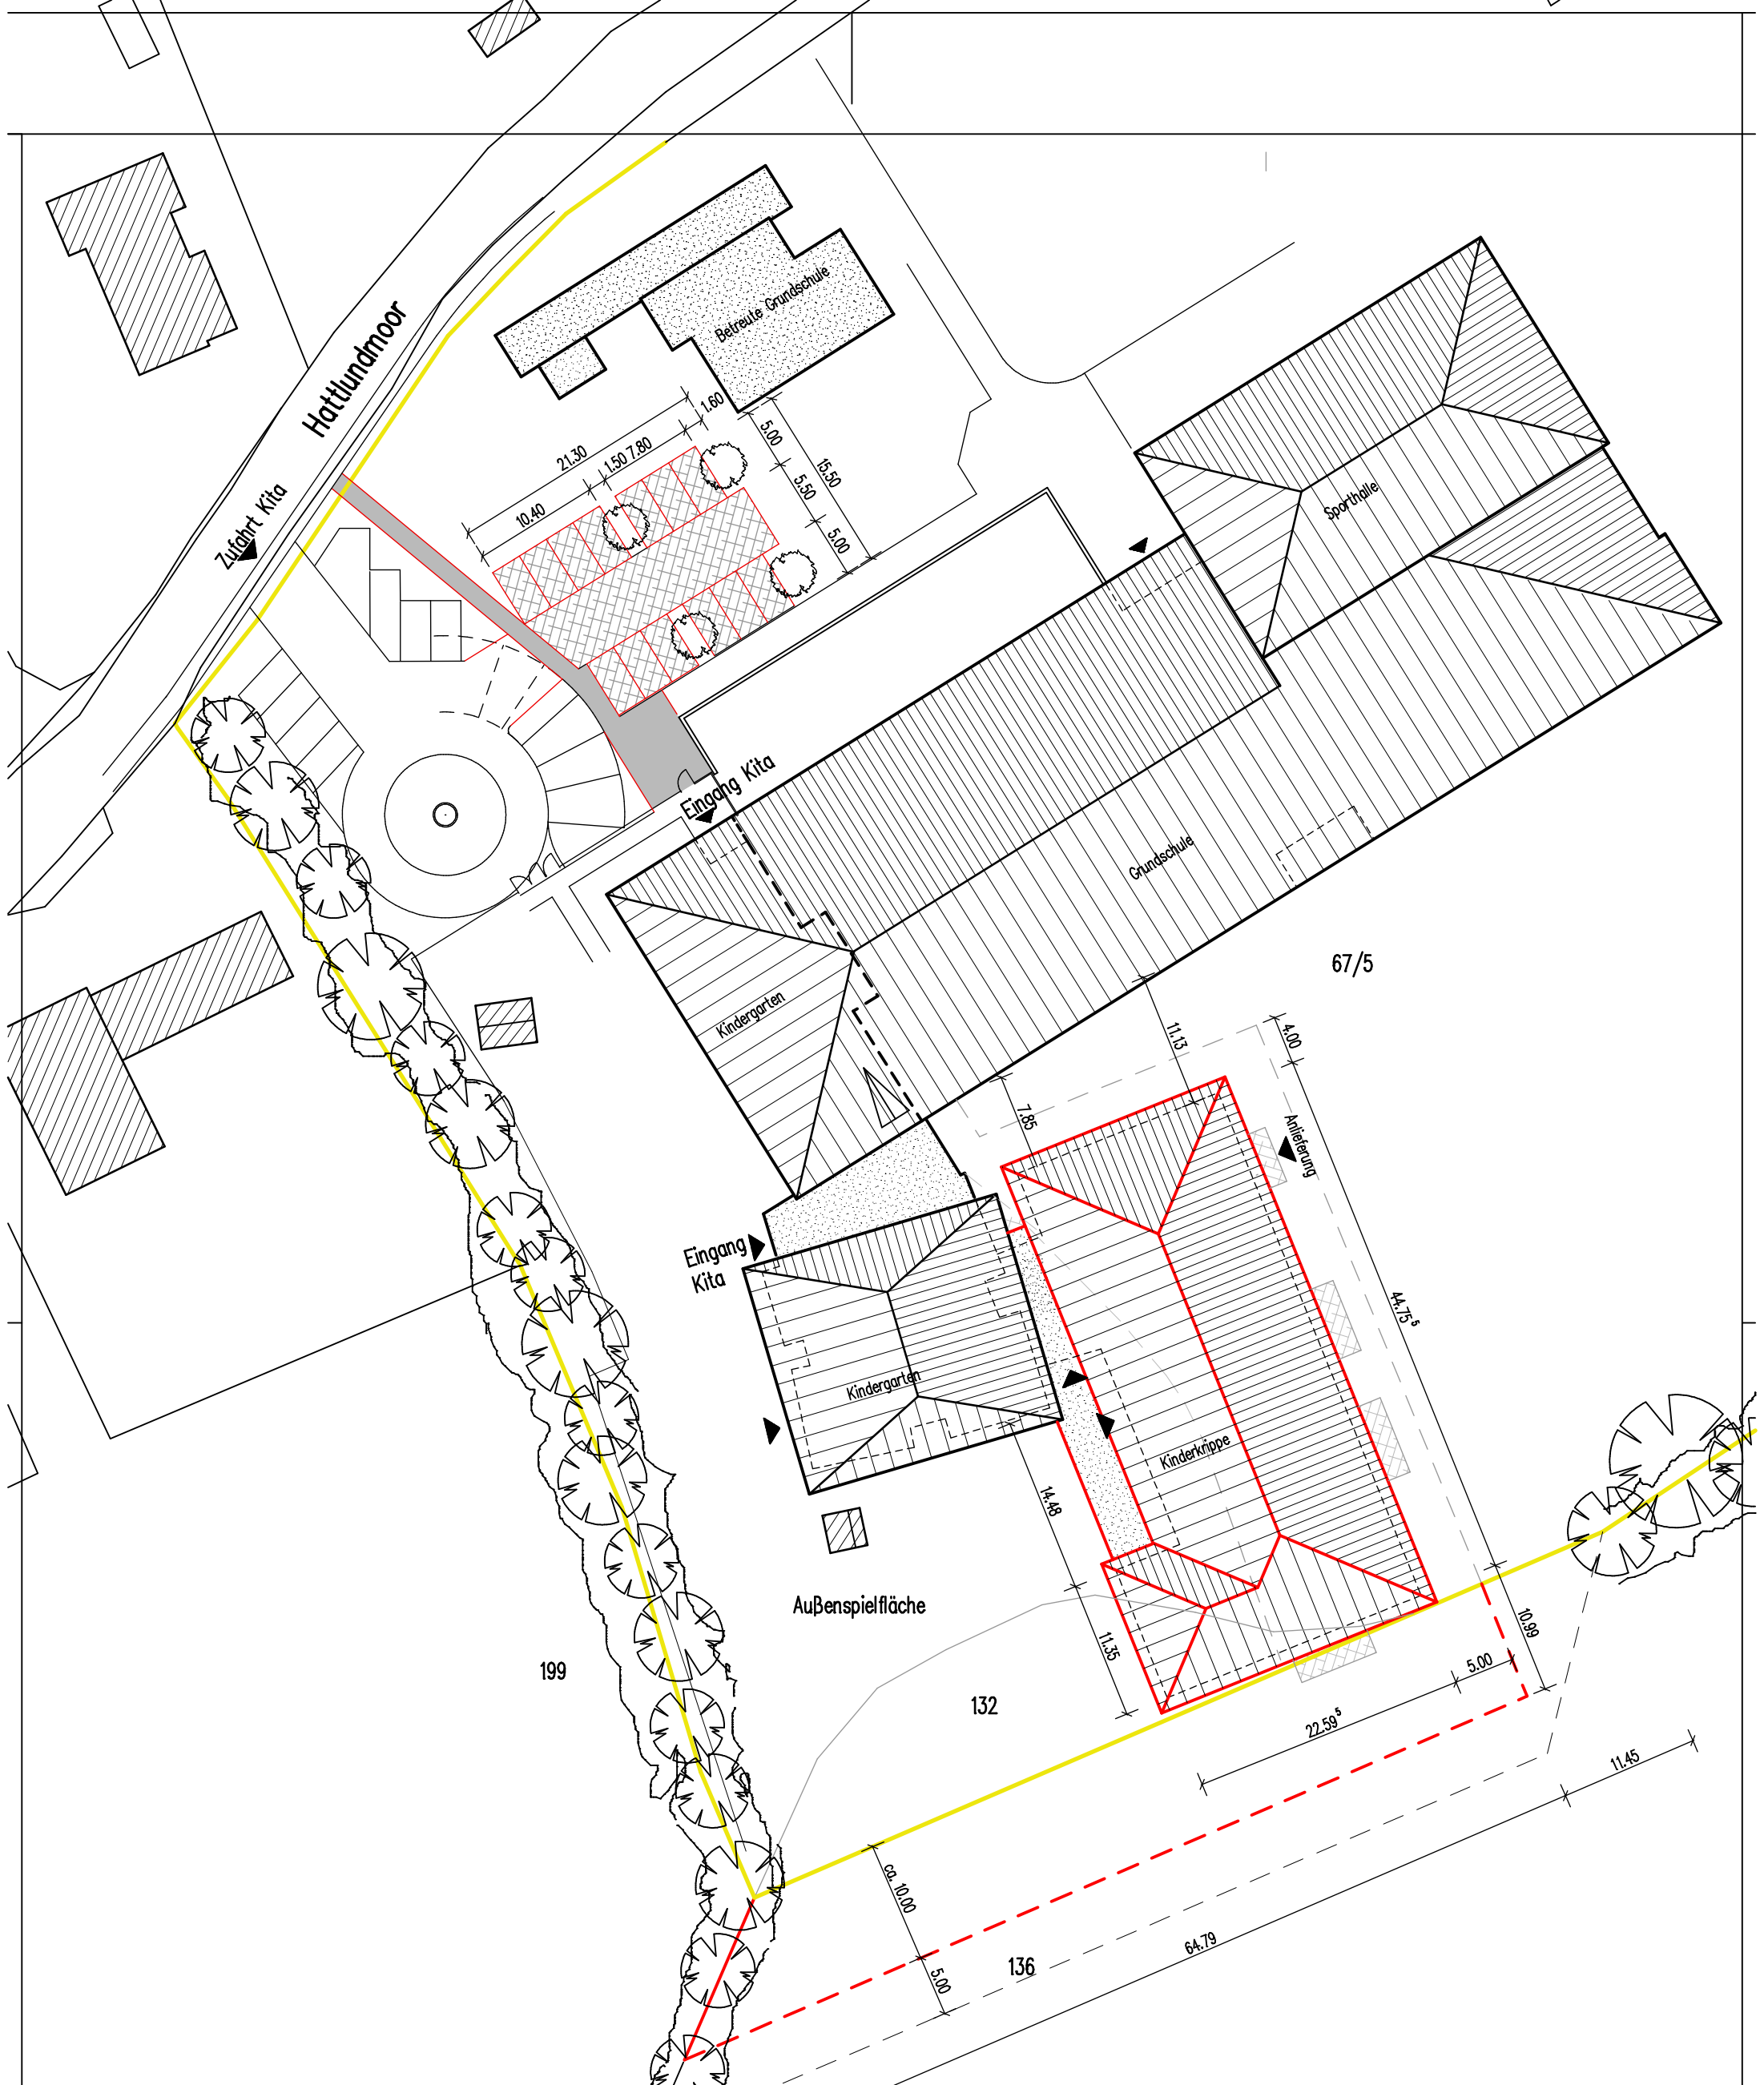 Hattlundmoor
Betreute Grundschule
1.60
21.30
1.50 7.80
10.40
5.00
15.50
5.50
5.00
Zufahrt Kita
Sporthalle
Eingang Kita
Grundschule
67/5
Kindergarten
11.13
4.00
7.85
Anlieferung
Eingang
Kita
44.75⁵
Kindergarten
Kinderkrippe
14.48
Außenspielfläche
10.99
11.35
199
5.00
132
22.59⁵
11.45
ca. 10.00
64.79
136
5.00